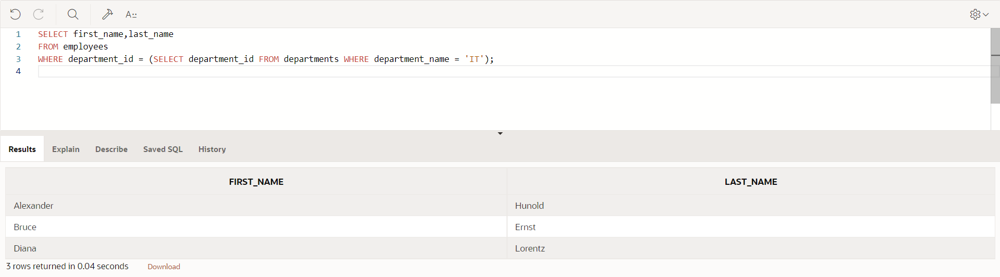 A
1 SELECT first_name,last_name
2 FROM employees
3 WHERE department_id = (SELECT department_id FROM departments WHERE department_name = 'IT');
4
Results Explain Describe Saved SQL History
FIRST_NAME LAST_NAME
Alexander Hunold
Bruce Ernst
Diana Lorentz
3 rows returned in 0.04 seconds Download